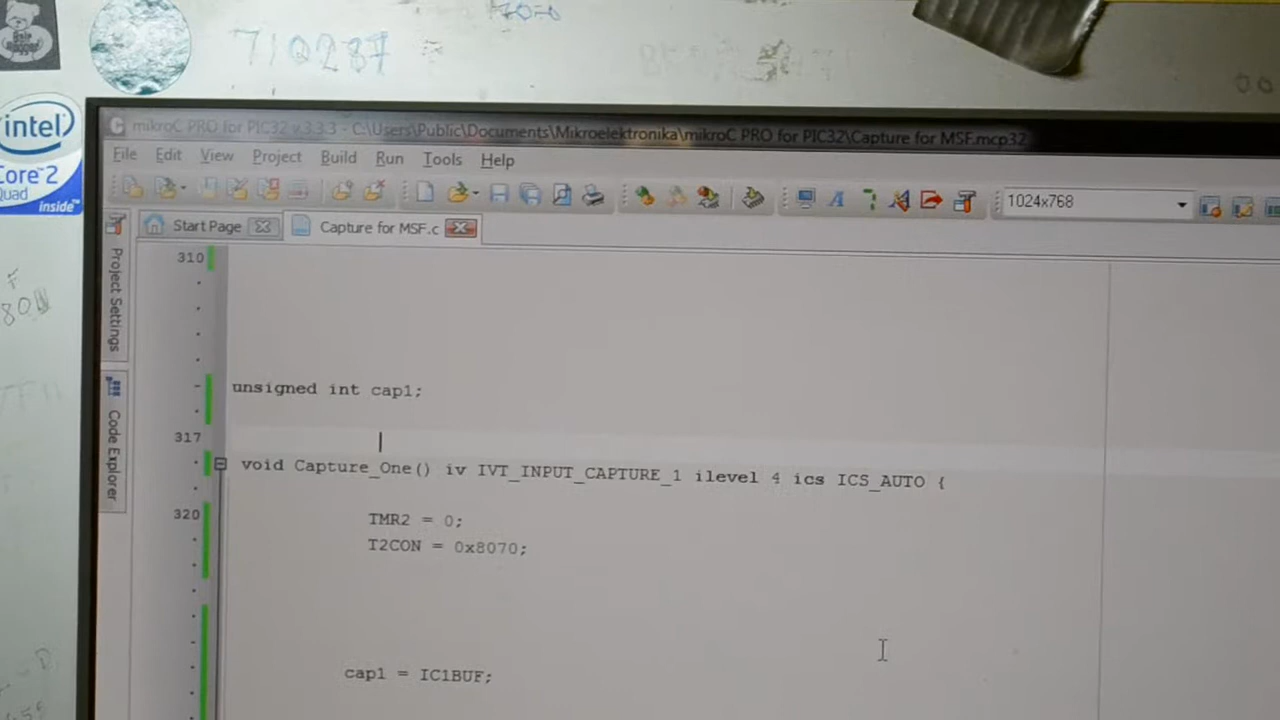 710287
intel
Core™2
Quad
inside™
mikroC PRO for PIC32 v.3.3.3 - C:\Users\Public\Documents\Mikroelektronika\mikroC PRO for PIC32\Capture for MSF.mcp32
File Edit View Project Build Run Tools Help
1024x768
Start Page Capture for MSF.c
Project Settings
Code Explorer
310
unsigned int cap1;
317
void Capture_One() iv IVT_INPUT_CAPTURE_1 ilevel 4 ics ICS_AUTO {
320 TMR2 = 0;
T2CON = 0x8070;
cap1 = IC1BUF;